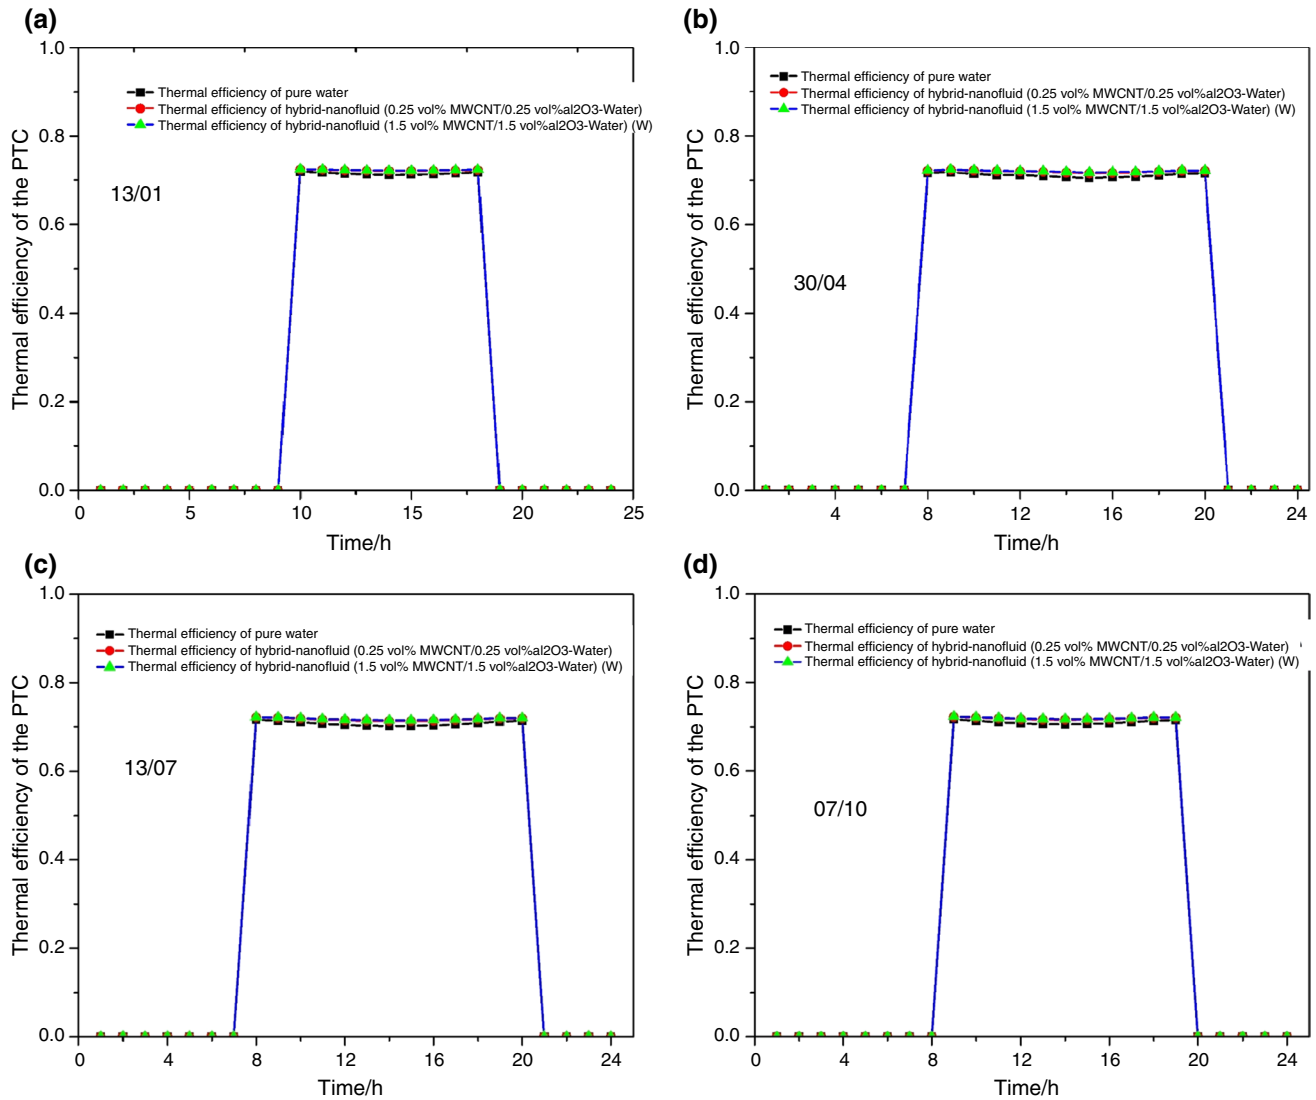 (a)
Thermal efficiency of the PTC
1.0
0.8
0.6
0.4
0.2
0.0
Thermal efficiency of pure water
Thermal efficiency of hybrid-nanofluid (0.25 vol% MWCNT/0.25 vol%al2O3-Water)
Thermal efficiency of hybrid-nanofluid (1.5 vol% MWCNT/1.5 vol%al2O3-Water) (W)
13/01
0 5 10 15 20 25
Time/h
(b)
Thermal efficiency of the PTC
1.0
0.8
0.6
0.4
0.2
0.0
Thermal efficiency of pure water
Thermal efficiency of hybrid-nanofluid (0.25 vol% MWCNT/0.25 vol%al2O3-Water)
Thermal efficiency of hybrid-nanofluid (1.5 vol% MWCNT/1.5 vol%al2O3-Water) (W)
30/04
4 8 12 16 20 24
Time/h
(c)
Thermal efficiency of the PTC
1.0
0.8
0.6
0.4
0.2
0.0
Thermal efficiency of pure water
Thermal efficiency of hybrid-nanofluid (0.25 vol% MWCNT/0.25 vol%al2O3-Water)
Thermal efficiency of hybrid-nanofluid (1.5 vol% MWCNT/1.5 vol%al2O3-Water) (W)
13/07
0 4 8 12 16 20 24
Time/h
(d)
Thermal efficiency of the PTC
1.0
0.8
0.6
0.4
0.2
0.0
Thermal efficiency of pure water
Thermal efficiency of hybrid-nanofluid (0.25 vol% MWCNT/0.25 vol%al2O3-Water)
Thermal efficiency of hybrid-nanofluid (1.5 vol% MWCNT/1.5 vol%al2O3-Water) (W)
07/10
0 4 8 12 16 20 24
Time/h